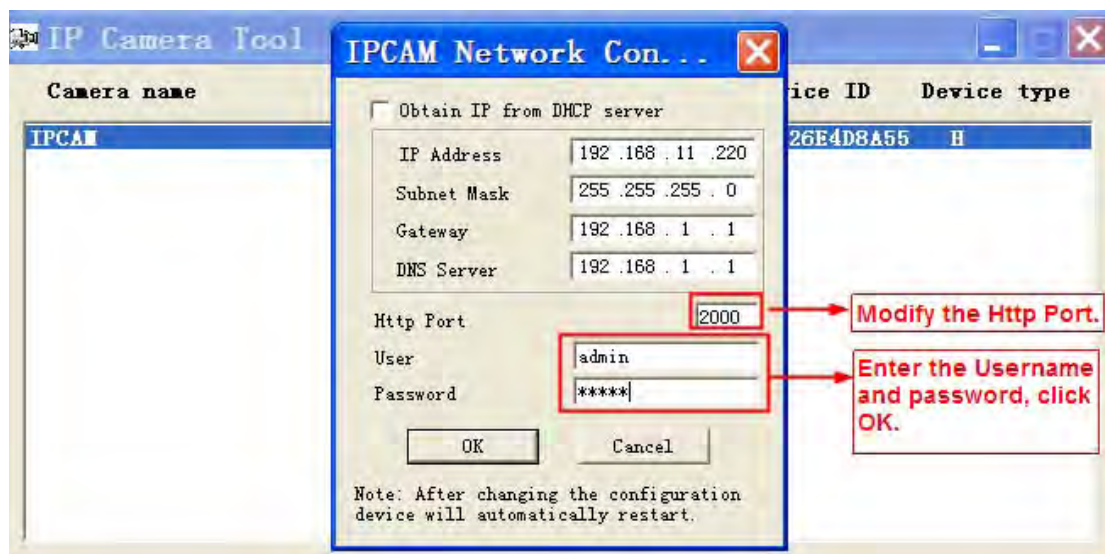 IP Camera Tool
IPCAM Network Con...
Camera name
ice ID Device type
Obtain IP from DHCP server
IPCAM
26E4D8A55 H
IP Address 192 .168 . 11 .220
Subnet Mask 255 .255 .255 . 0
Gateway 192 .168 . 1 . 1
DNS Server 192 .168 . 1 . 1
Http Port 2000
Modify the Http Port.
User admin
Password *****
Enter the Username
and password, click
OK.
OK Cancel
Note: After changing the configuration
device will automatically restart.